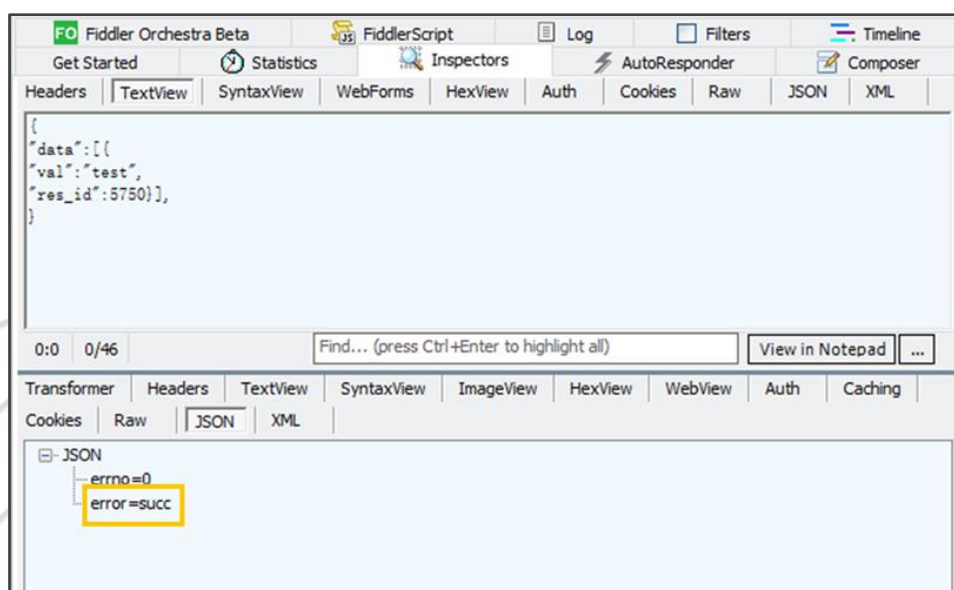 FO Fiddler Orchestra Beta FiddlerScript Log Filters Timeline
Get Started Statistics Inspectors AutoResponder Composer
Headers TextView SyntaxView WebForms HexView Auth Cookies Raw JSON XML
{
"data":[{
"val":"test",
"res_id":5750}],
}
0:0 0/46 Find... (press Ctrl+Enter to highlight all) View in Notepad ...
Transformer Headers TextView SyntaxView ImageView HexView WebView Auth Caching
Cookies Raw JSON XML
JSON
errno=0
error=succ